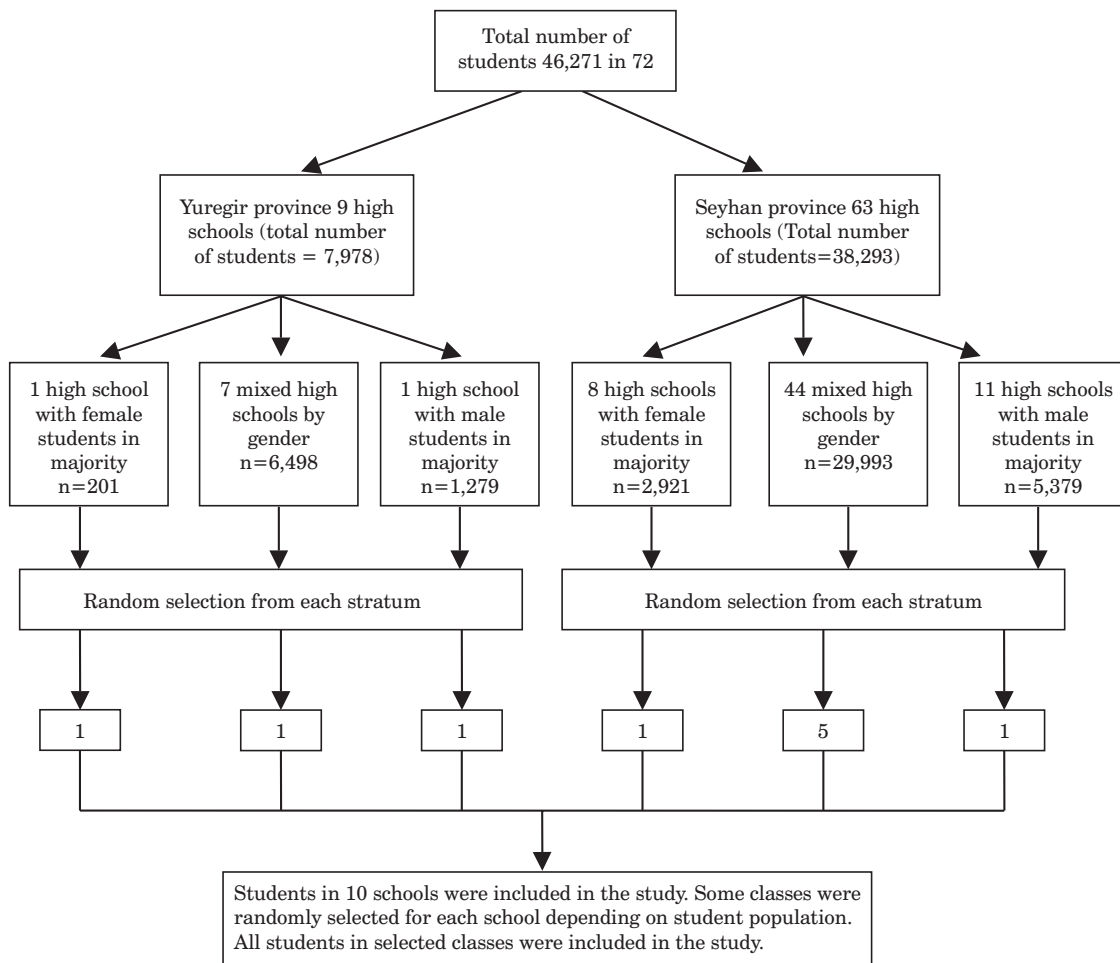 Total number of
students 46,271 in 72
Yuregir province 9 high
schools (total number
of students = 7,978)
Seyhan province 63 high
schools (Total number
of students=38,293)
1 high school
with female
students in
majority
n=201
7 mixed high
schools by
gender
n=6,498
1 high school
with male
students in
majority
n=1,279
8 high schools
with female
students in
majority
n=2,921
44 mixed high
schools by
gender
n=29,993
11 high schools
with male
students in
majority
n=5,379
Random selection from each stratum
Random selection from each stratum
1
1
1
1
5
1
Students in 10 schools were included in the study. Some classes were
randomly selected for each school depending on student population.
All students in selected classes were included in the study.